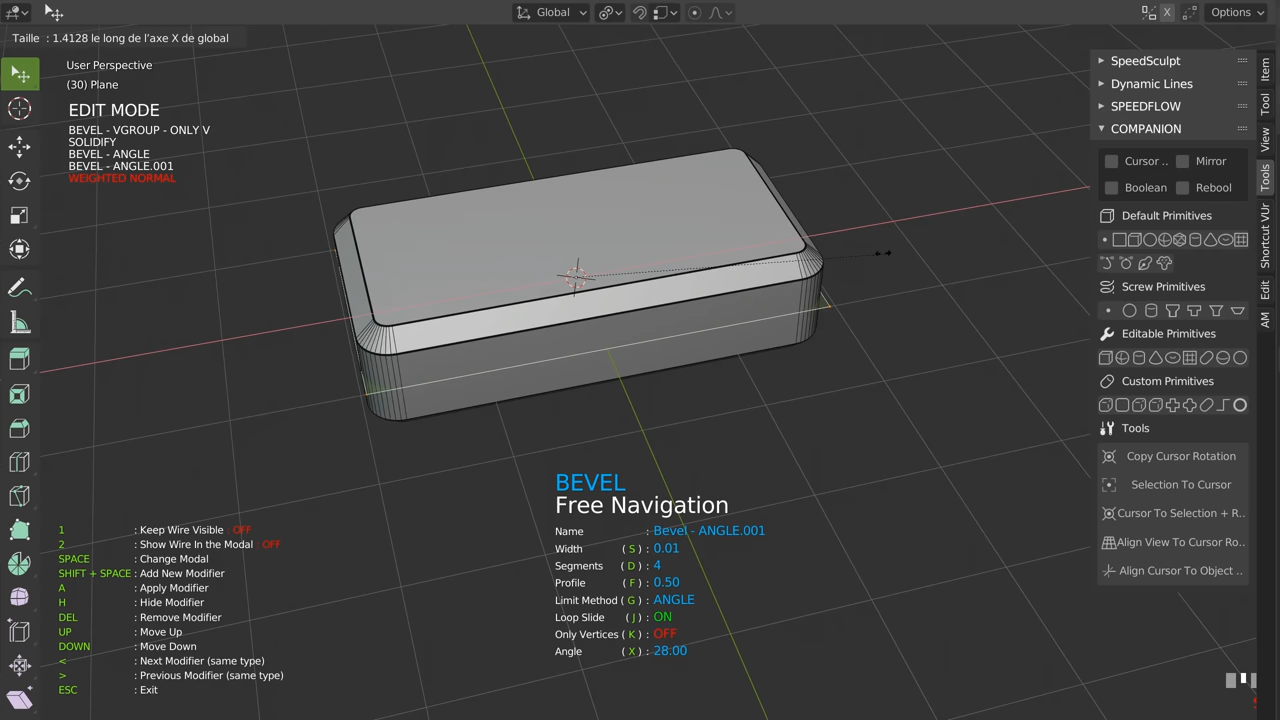 Global
Options
Taille : 1.4128 le long de l'axe X de global
User Perspective
(30) Plane
EDIT MODE
BEVEL - VGROUP - ONLY V
SOLIDIFY
BEVEL - ANGLE
BEVEL - ANGLE.001
WEIGHTED NORMAL
SpeedSculpt
Dynamic Lines
SPEEDFLOW
COMPANION
Cursor .. Mirror
Boolean Rebool
Default Primitives
Screw Primitives
Editable Primitives
Custom Primitives
Tools
Copy Cursor Rotation
Selection To Cursor
Cursor To Selection + R..
Align View To Cursor Ro..
Align Cursor To Object ..
Item
Tool
View
Tools
Shortcut VUr
Edit
AM
BEVEL
Free Navigation
Name : Bevel - ANGLE.001
Width ( S ) : 0.01
Segments ( D ) : 4
Profile ( F ) : 0.50
Limit Method ( G ) : ANGLE
Loop Slide ( J ) : ON
Only Vertices ( K ) : OFF
Angle ( X ) : 28:00
1 : Keep Wire Visible : OFF
2 : Show Wire In the Modal : OFF
SPACE : Change Modal
SHIFT + SPACE : Add New Modifier
A : Apply Modifier
H : Hide Modifier
DEL : Remove Modifier
UP : Move Up
DOWN : Move Down
< : Next Modifier (same type)
> : Previous Modifier (same type)
ESC : Exit